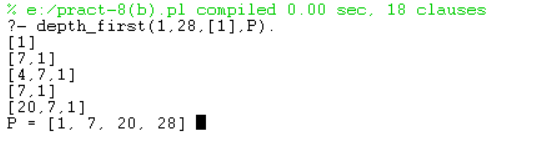 % e:/pract-8(b).pl compiled 0.00 sec, 18 clauses
?- depth_first(1,28,[1],P).
[1]
[7,1]
[4,7,1]
[7,1]
[20,7,1]
P = [1, 7, 20, 28]